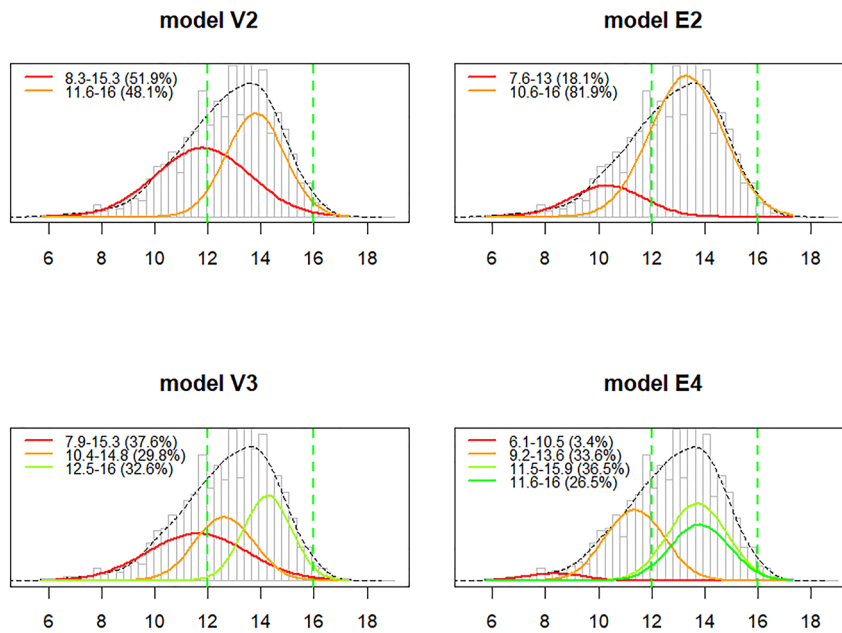 model V2
8.3-15.3 (51.9%)
11.6-16 (48.1%)
6 8 10 12 14 16 18
model E2
7.6-13 (18.1%)
10.6-16 (81.9%)
6 8 10 12 14 16 18
model V3
7.9-15.3 (37.6%)
10.4-14.8 (29.8%)
12.5-16 (32.6%)
6 8 10 12 14 16 18
model E4
6.1-10.5 (3.4%)
9.2-13.6 (33.6%)
11.5-15.9 (36.5%)
11.6-16 (26.5%)
6 8 10 12 14 16 18